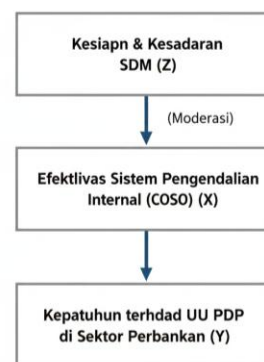 Kesiapn & Kesadaran
SDM (Z)
(Moderasi)
Efektlivas Sistem Pengendalian
Internal (COSO) (X)
Kepatuhun terhdad UU PDP
di Sektor Perbankan (Y)